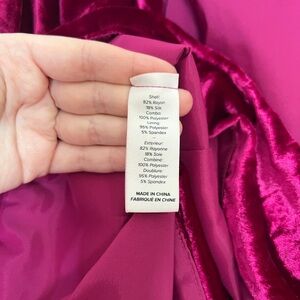 Shell:
82% Rayon
18% Silk
Combo:
100% Polyester
Lining:
95% Polyester
5% Spandex
Exterieur:
82% Rayonne
18% Soie
Combiné:
100% Polyester
Doublure:
95% Polyester
5% Spandex
MADE IN CHINA
FABRIQUÉ EN CHINE